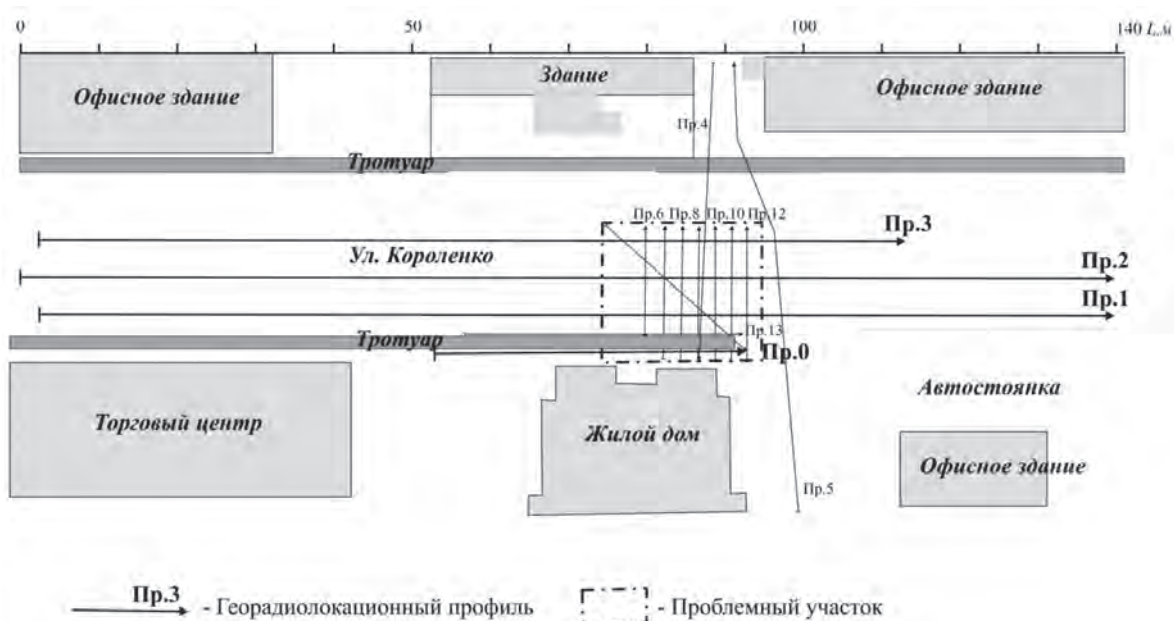 0 50 100 140 L,м
Офисное здание
Здание
Офисное здание
Пр.4
Тротуар
Пр.6 Пр.8 Пр.10 Пр.12
Пр.3
Ул. Короленко
Пр.2
Пр.1
Пр.13
Тротуар
Пр.0
Автостоянка
Торговый центр
Жилой дом
Офисное здание
Пр.5
Пр.3
- Георадиолокационный профиль
- Проблемный участок